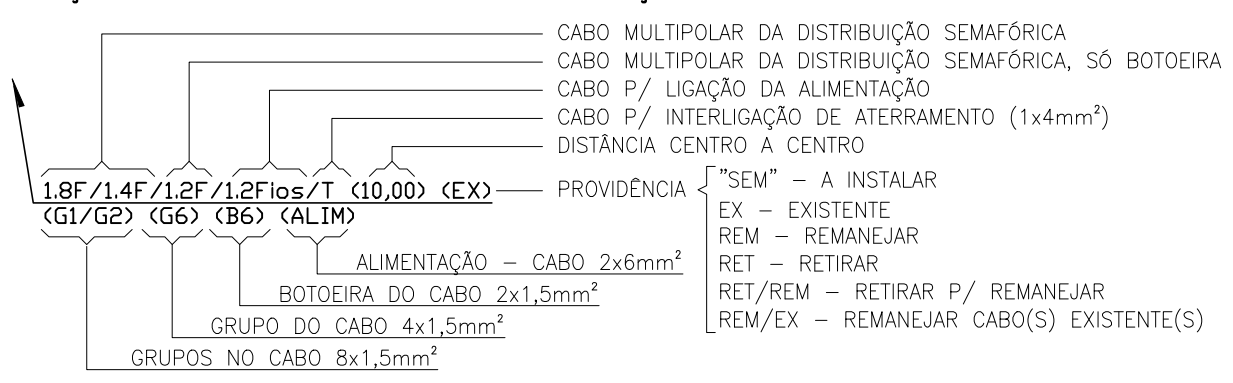 CABO MULTIPOLAR DA DISTRIBUIÇÃO SEMAFÓRICA
CABO MULTIPOLAR DA DISTRIBUIÇÃO SEMAFÓRICA, SÓ BOTOEIRA
CABO P/ LIGAÇÃO DA ALIMENTAÇÃO
CABO P/ INTERLIGAÇÃO DE ATERRAMENTO (1x4mm²)
DISTÂNCIA CENTRO A CENTRO
1.8F/1.4F/1.2F/1.2Fios/T (10,00) (EX)
PROVIDÊNCIA
(G1/G2) (G6) (B6) (ALIM)
"SEM" – A INSTALAR
EX – EXISTENTE
REM – REMANEJAR
RET – RETIRAR
RET/REM – RETIRAR P/ REMANEJAR
REM/EX – REMANEJAR CABO(S) EXISTENTE(S)
ALIMENTAÇÃO – CABO 2x6mm²
BOTOEIRA DO CABO 2x1,5mm²
GRUPO DO CABO 4x1,5mm²
GRUPOS NO CABO 8x1,5mm²